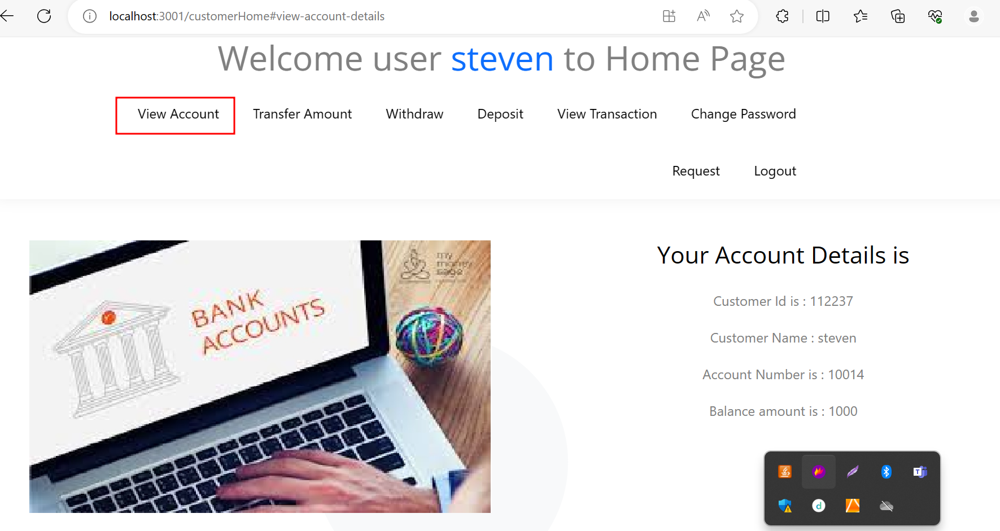 localhost:3001/customerHome#view-account-details
Welcome user steven to Home Page
View Account Transfer Amount Withdraw Deposit View Transaction Change Password
Request Logout
my
money
sage
BANK
ACCOUNTS
Your Account Details is
Customer Id is : 112237
Customer Name : steven
Account Number is : 10014
Balance amount is : 1000